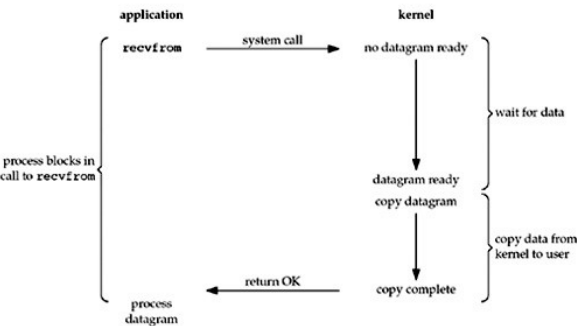 application
kernel
recvfrom
system call
no datagram ready
wait for data
process blocks in
call to recvfrom
datagram ready
copy datagram
copy data from
kernel to user
return OK
copy complete
process
datagram